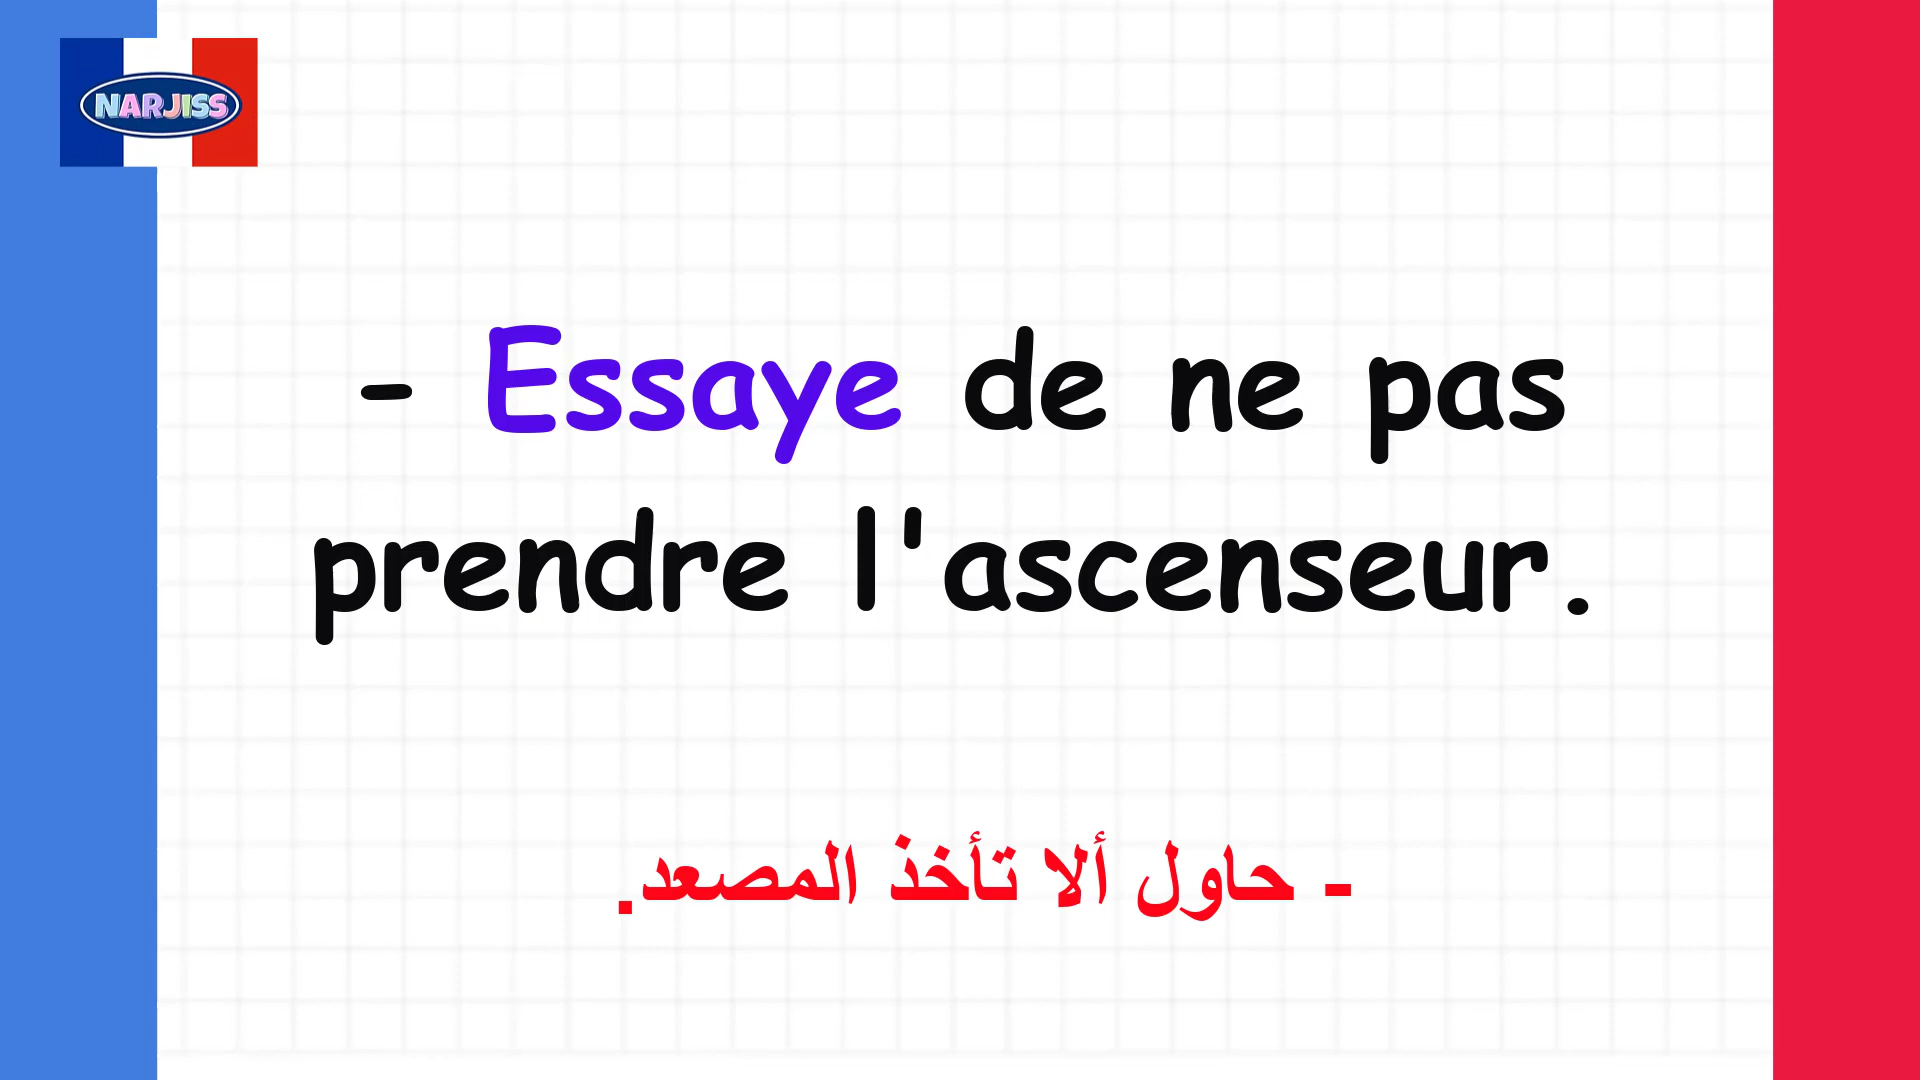 NARJISS
- Essaye de ne pas
prendre l'ascenseur.
- حاول ألا تأخذ المصعد.